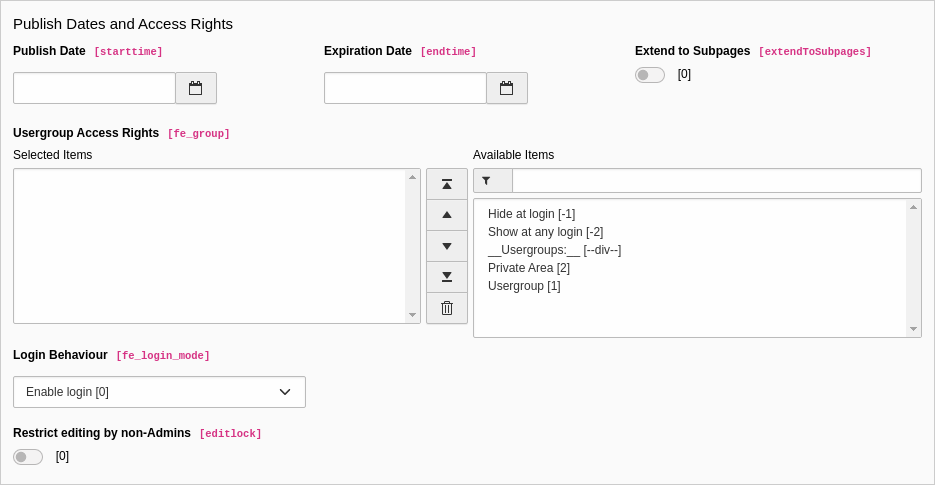 Publish Dates and Access Rights
Publish Date [starttime]
Expiration Date [endtime]
Extend to Subpages [extendToSubpages]
[0]
Usergroup Access Rights [fe_group]
Selected Items
Available Items
Hide at login [-1]
Show at any login [-2]
__Usergroups:__ [--div--]
Private Area [2]
Usergroup [1]
Login Behaviour [fe_login_mode]
Enable login [0]
Restrict editing by non-Admins [editlock]
[0]